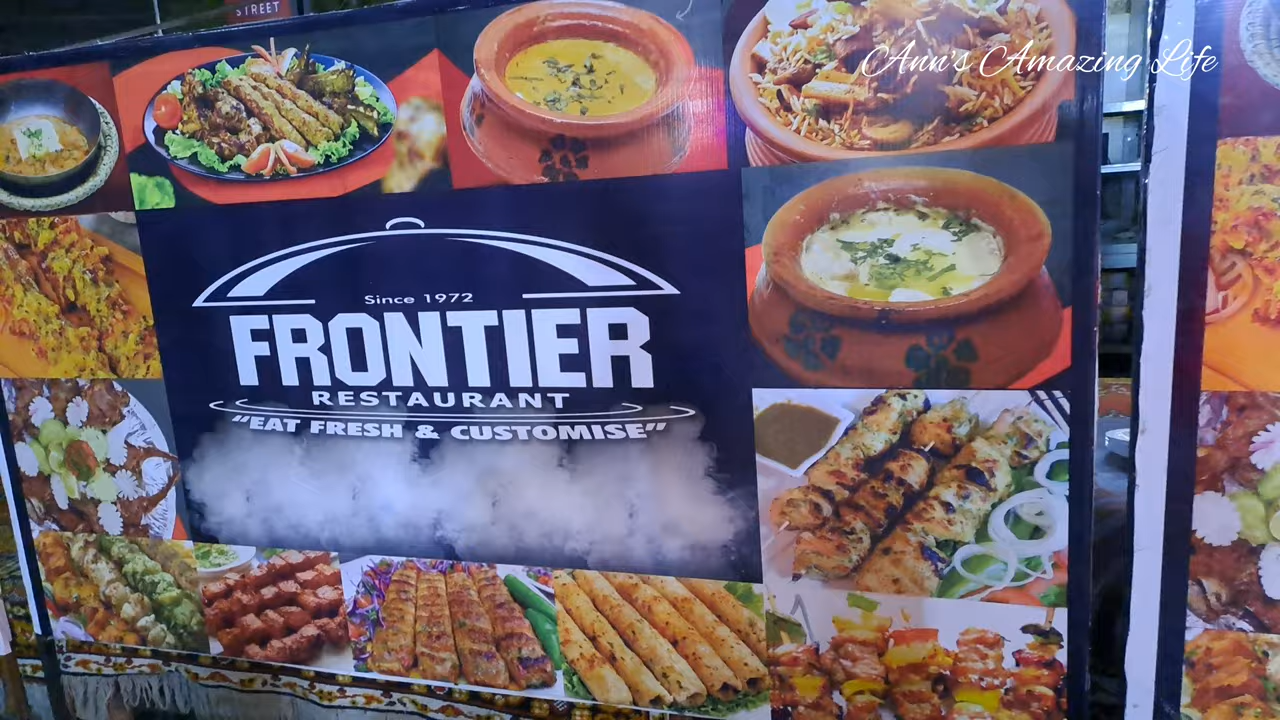 STREET
Ann's Amazing Life
Since 1972
FRONTIER
RESTAURANT
"EAT FRESH & CUSTOMISE"